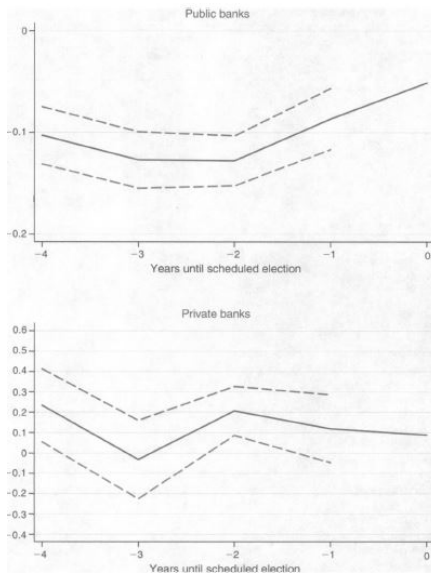 Public banks
0
−0.1
−0.2
−4 −3 −2 −1 0
Years until scheduled election
Private banks
0.6
0.5
0.4
0.3
0.2
0.1
0
−0.1
−0.2
−0.3
−0.4
−4 −3 −2 −1 0
Years until scheduled election